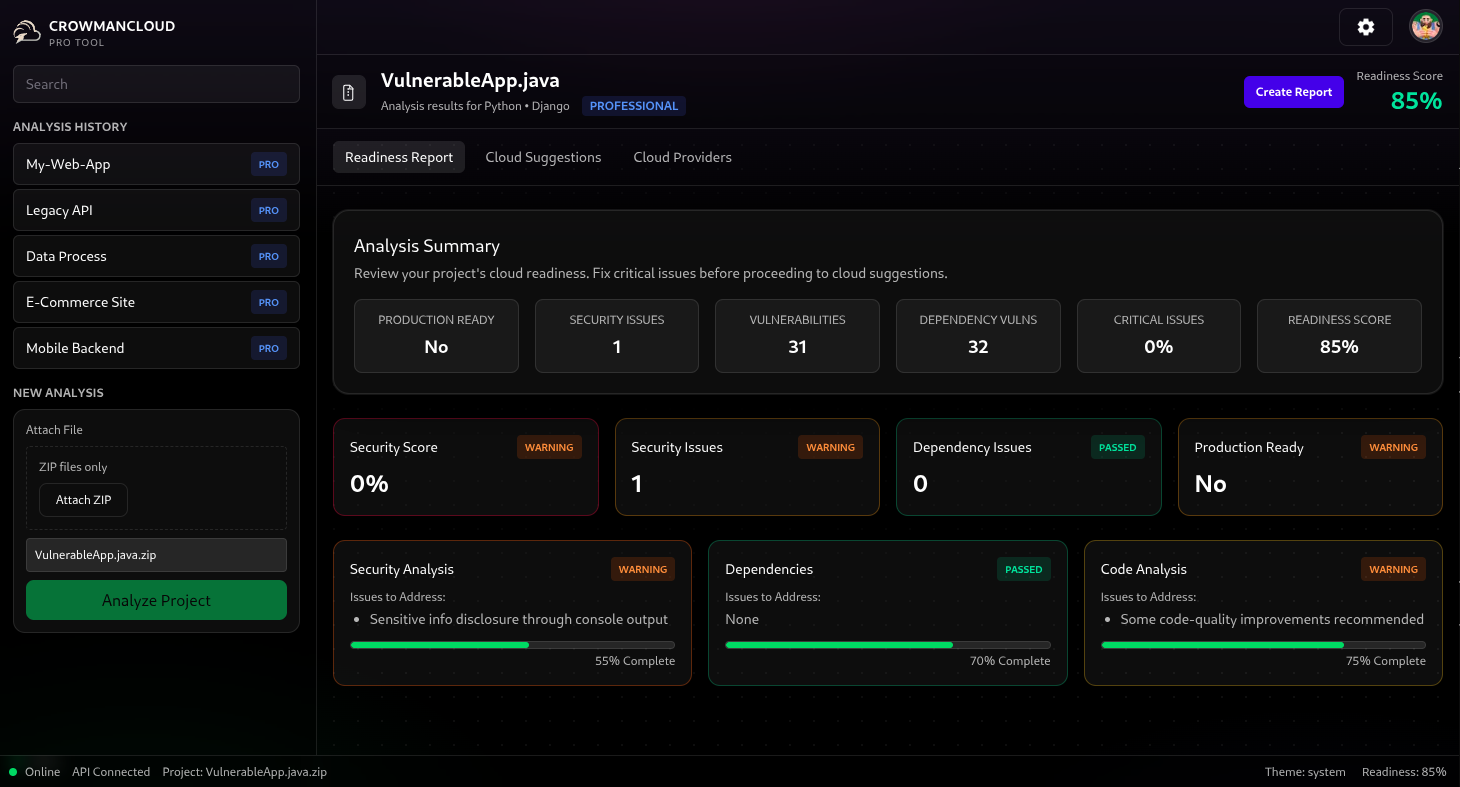 CROWMANCLOUD
PRO TOOL
Search
ANALYSIS HISTORY
My-Web-App PRO
Legacy API PRO
Data Process PRO
E-Commerce Site PRO
Mobile Backend PRO
NEW ANALYSIS
Attach File
ZIP files only
Attach ZIP
VulnerableApp.java.zip
Analyze Project
VulnerableApp.java
Analysis results for Python • Django PROFESSIONAL
Create Report
Readiness Score
85%
Readiness Report Cloud Suggestions Cloud Providers
Analysis Summary
Review your project's cloud readiness. Fix critical issues before proceeding to cloud suggestions.
PRODUCTION READY
No
SECURITY ISSUES
1
VULNERABILITIES
31
DEPENDENCY VULNS
32
CRITICAL ISSUES
0%
READINESS SCORE
85%
Security Score WARNING
0%
Security Issues WARNING
1
Dependency Issues PASSED
0
Production Ready WARNING
No
Security Analysis WARNING
Issues to Address:
• Sensitive info disclosure through console output
55% Complete
Dependencies PASSED
Issues to Address:
None
70% Complete
Code Analysis WARNING
Issues to Address:
• Some code-quality improvements recommended
75% Complete
Online API Connected Project: VulnerableApp.java.zip
Theme: system Readiness: 85%